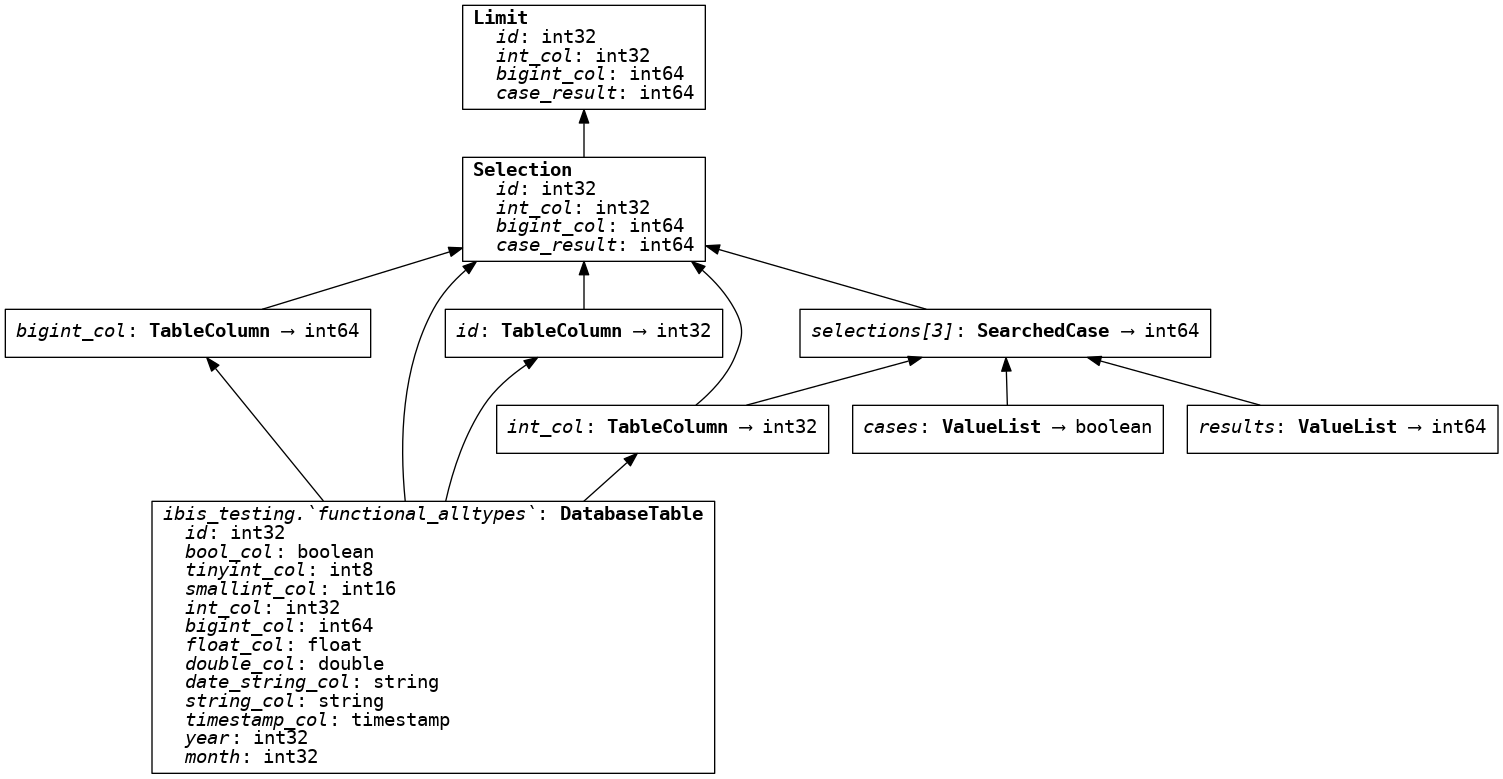 Limit
id: int32
int_col: int32
bigint_col: int64
case_result: int64
Selection
id: int32
int_col: int32
bigint_col: int64
case_result: int64
bigint_col: TableColumn → int64
id: TableColumn → int32
selections[3]: SearchedCase → int64
int_col: TableColumn → int32
cases: ValueList → boolean
results: ValueList → int64
ibis_testing.`functional_alltypes`: DatabaseTable
id: int32
bool_col: boolean
tinyint_col: int8
smallint_col: int16
int_col: int32
bigint_col: int64
float_col: float
double_col: double
date_string_col: string
string_col: string
timestamp_col: timestamp
year: int32
month: int32